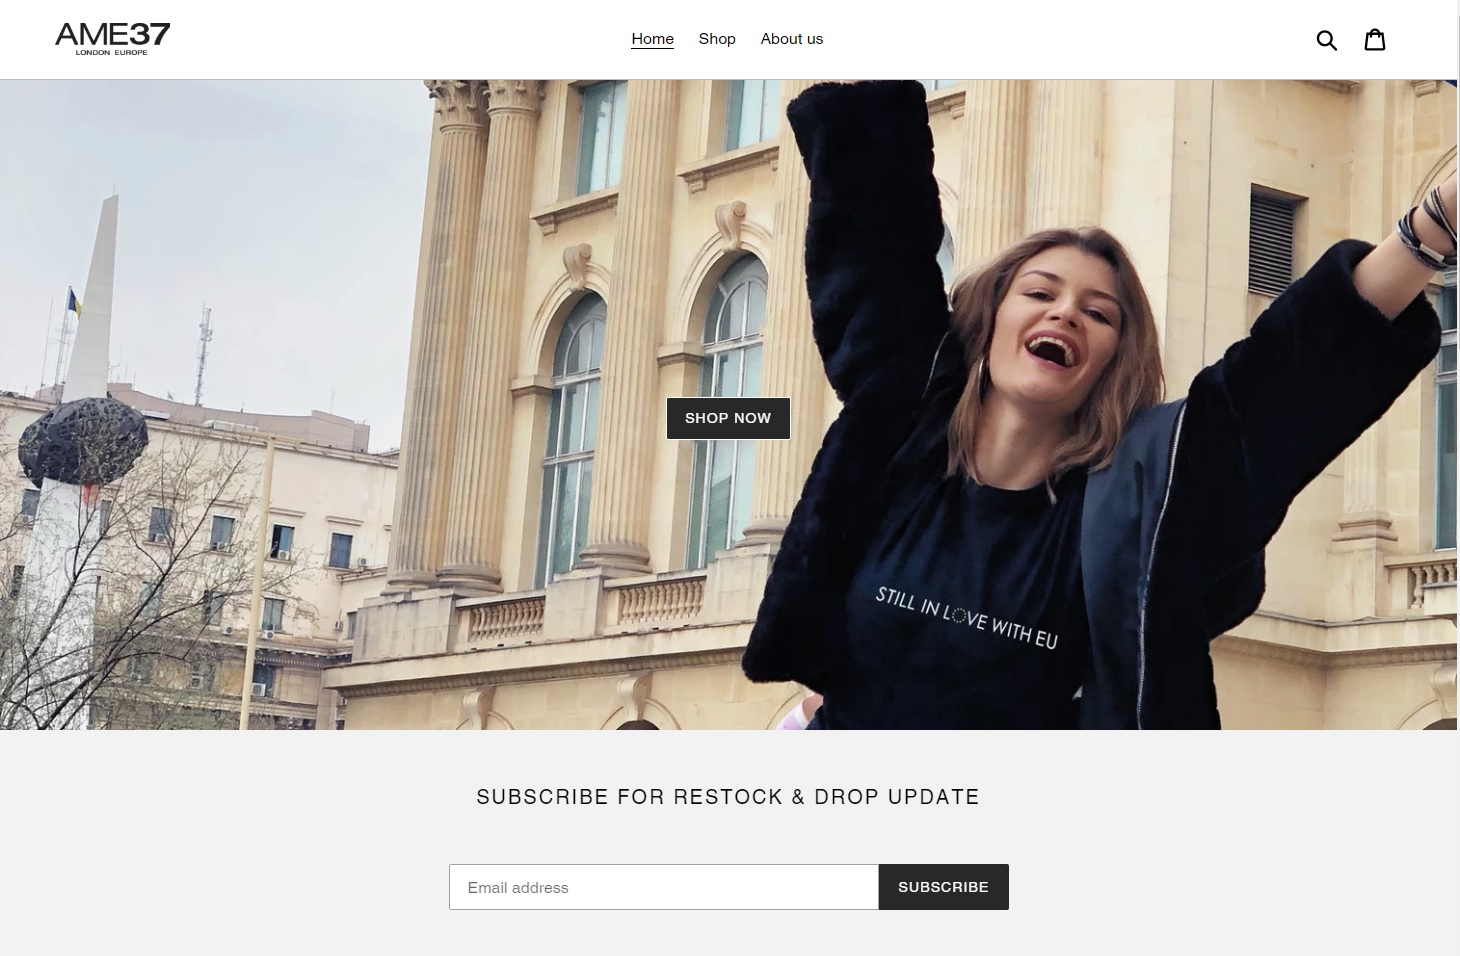 AME37
LONDON EUROPE
Home
Shop
About us
SHOP NOW
STILL IN LOVE WITH EU
SUBSCRIBE FOR RESTOCK & DROP UPDATE
Email address
SUBSCRIBE